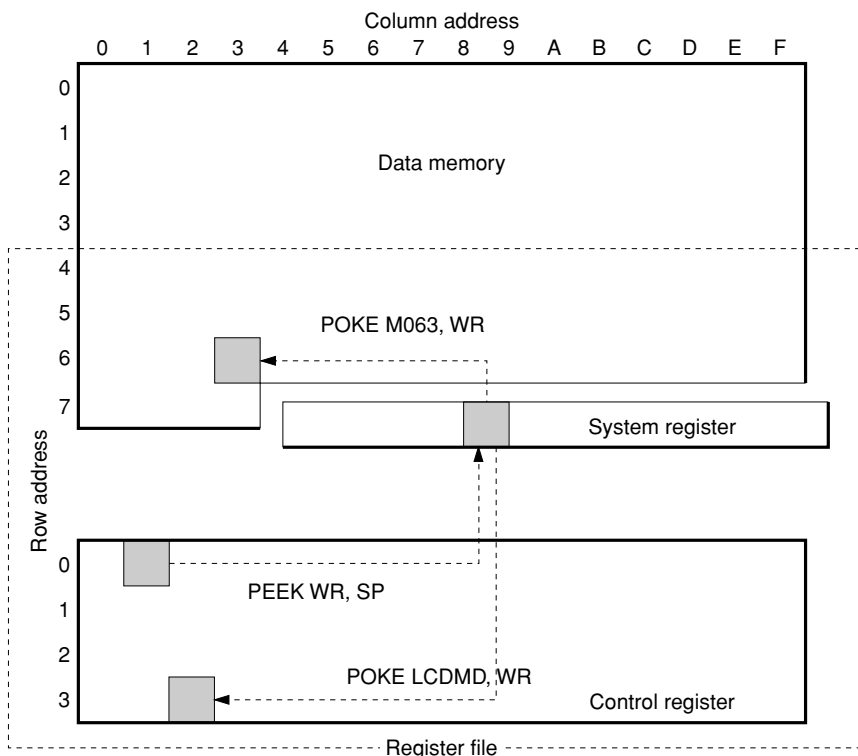 Column address
0 1 2 3 4 5 6 7 8 9 A B C D E F
0
1
2
Data memory
3
4
5
POKE M063, WR
6
7
System register
Row address
0
PEEK WR, SP
1
2
POKE LCDMD, WR
3
Control register
Register file